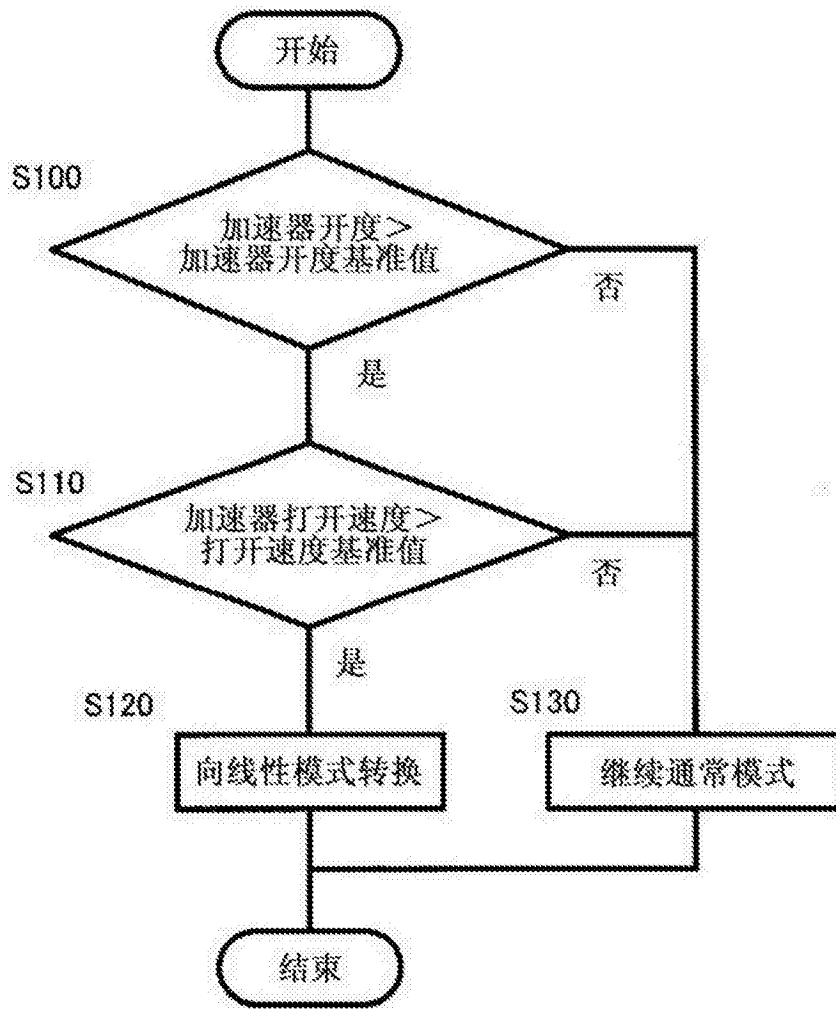 开始
S100
加速器开度＞
加速器开度基准值
否
是
S110
加速器打开速度＞
打开速度基准值
否
是
S120
向线性模式转换
S130
继续通常模式
结束